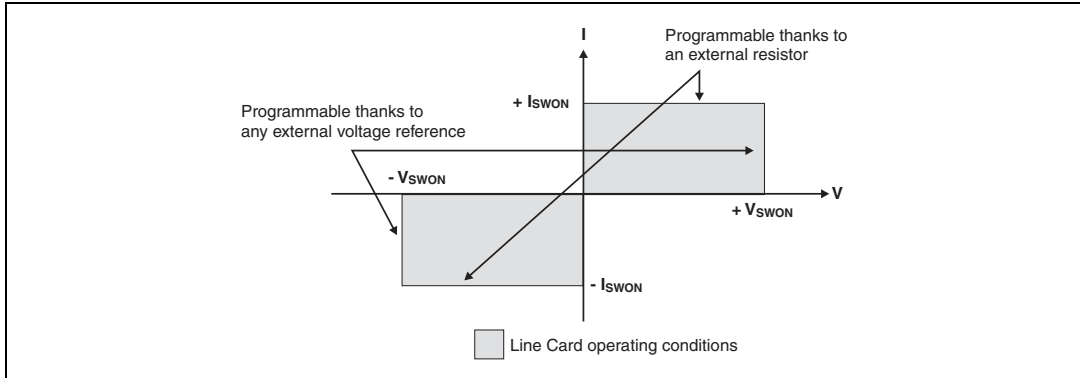 I
Programmable thanks to
an external resistor
+ ISWON
Programmable thanks to
any external voltage reference
- VSWON
V
+ VSWON
- ISWON
Line Card operating conditions